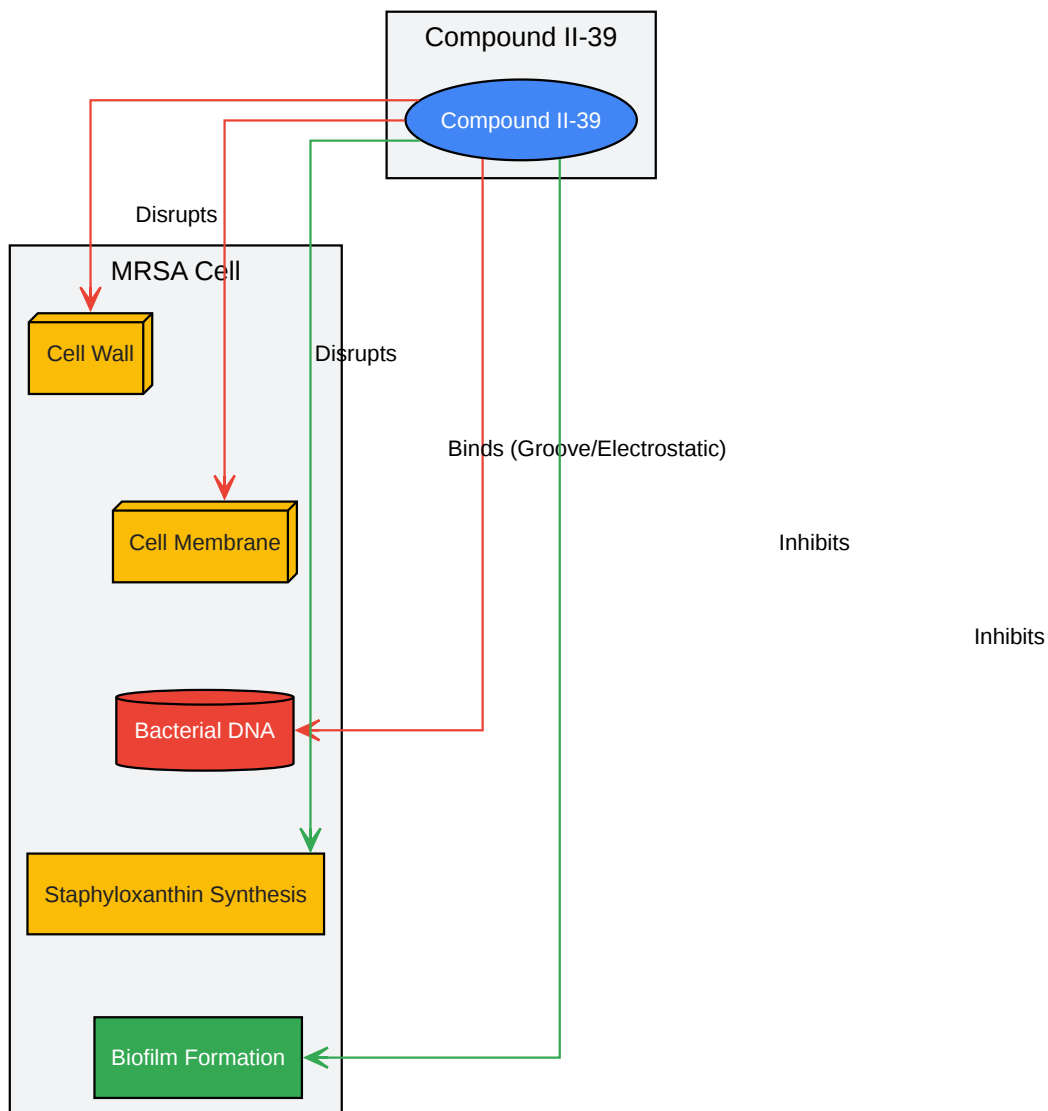 Compound II-39
Compound II-39
Disrupts
MRSA Cell
Cell Wall
Disrupts
Binds (Groove/Electrostatic)
Cell Membrane
Inhibits
Inhibits
Bacterial DNA
Staphyloxanthin Synthesis
Biofilm Formation